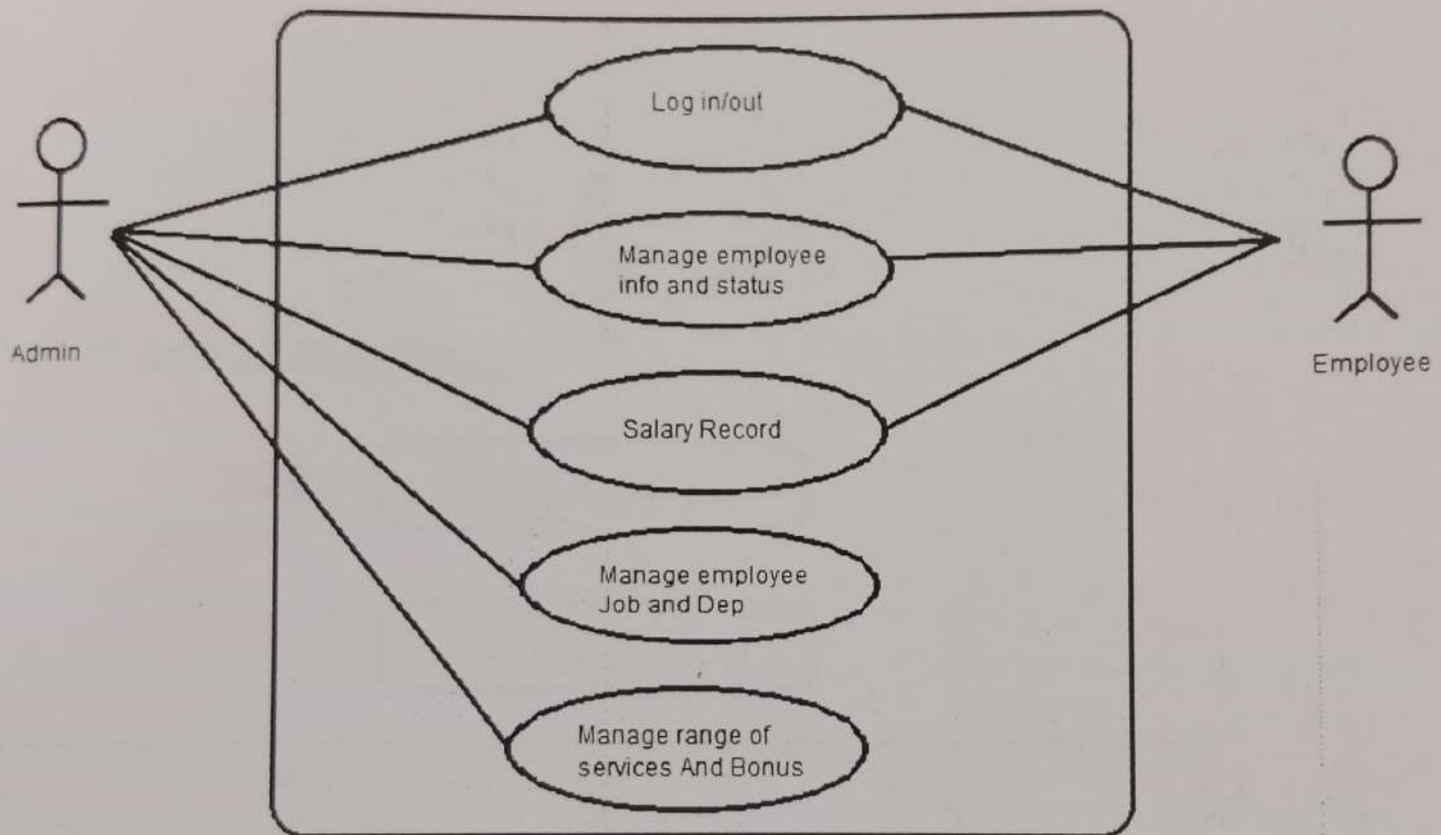 Log in/out
Manage employee
info and status
Admin
Employee
Salary Record
Manage employee
Job and Dep
Manage range of
services And Bonus